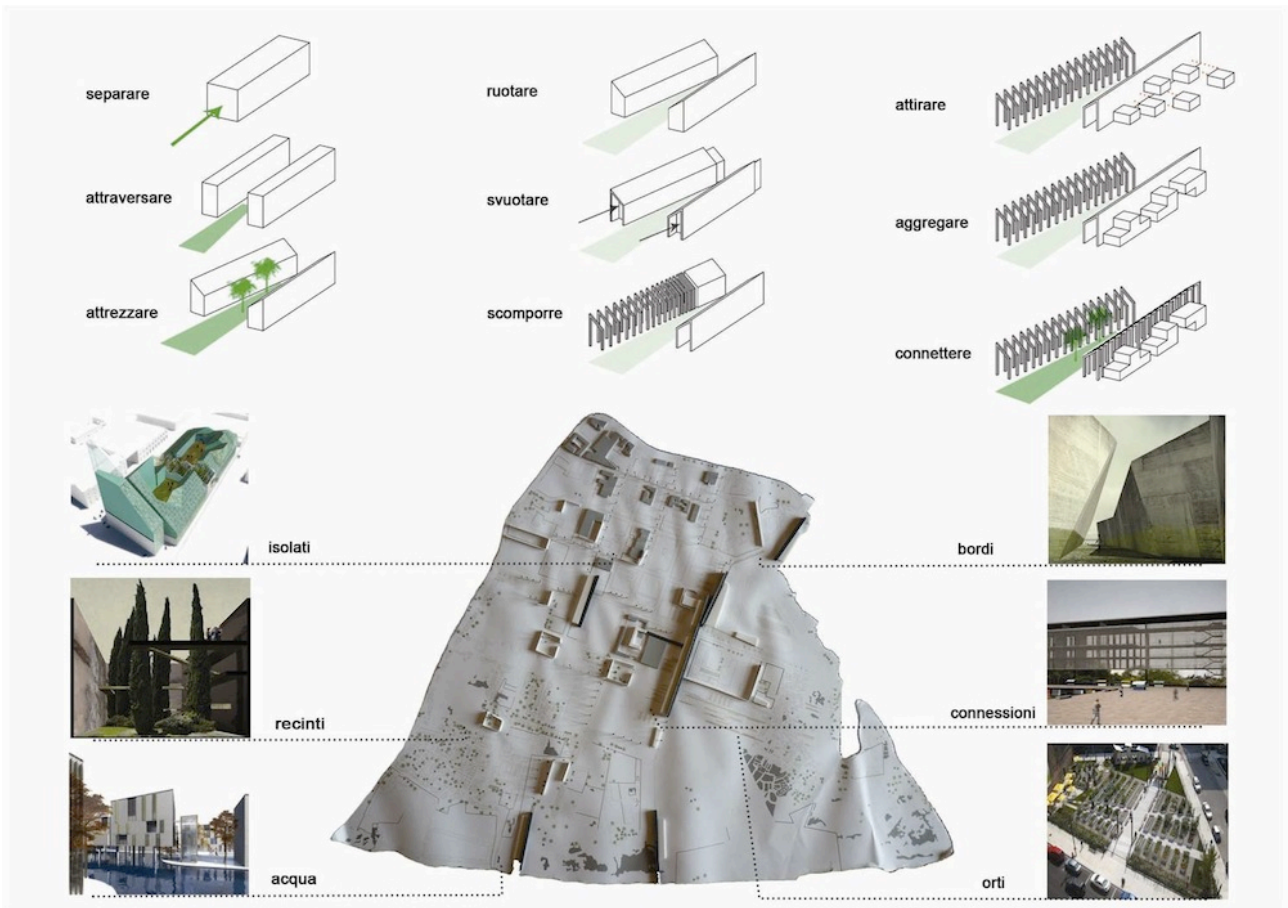 separare
attraversare
attrezzare
ruotare
svuotare
scomporre
attirare
aggregare
connettere
isolati
recinti
acqua
bordi
connessioni
orti